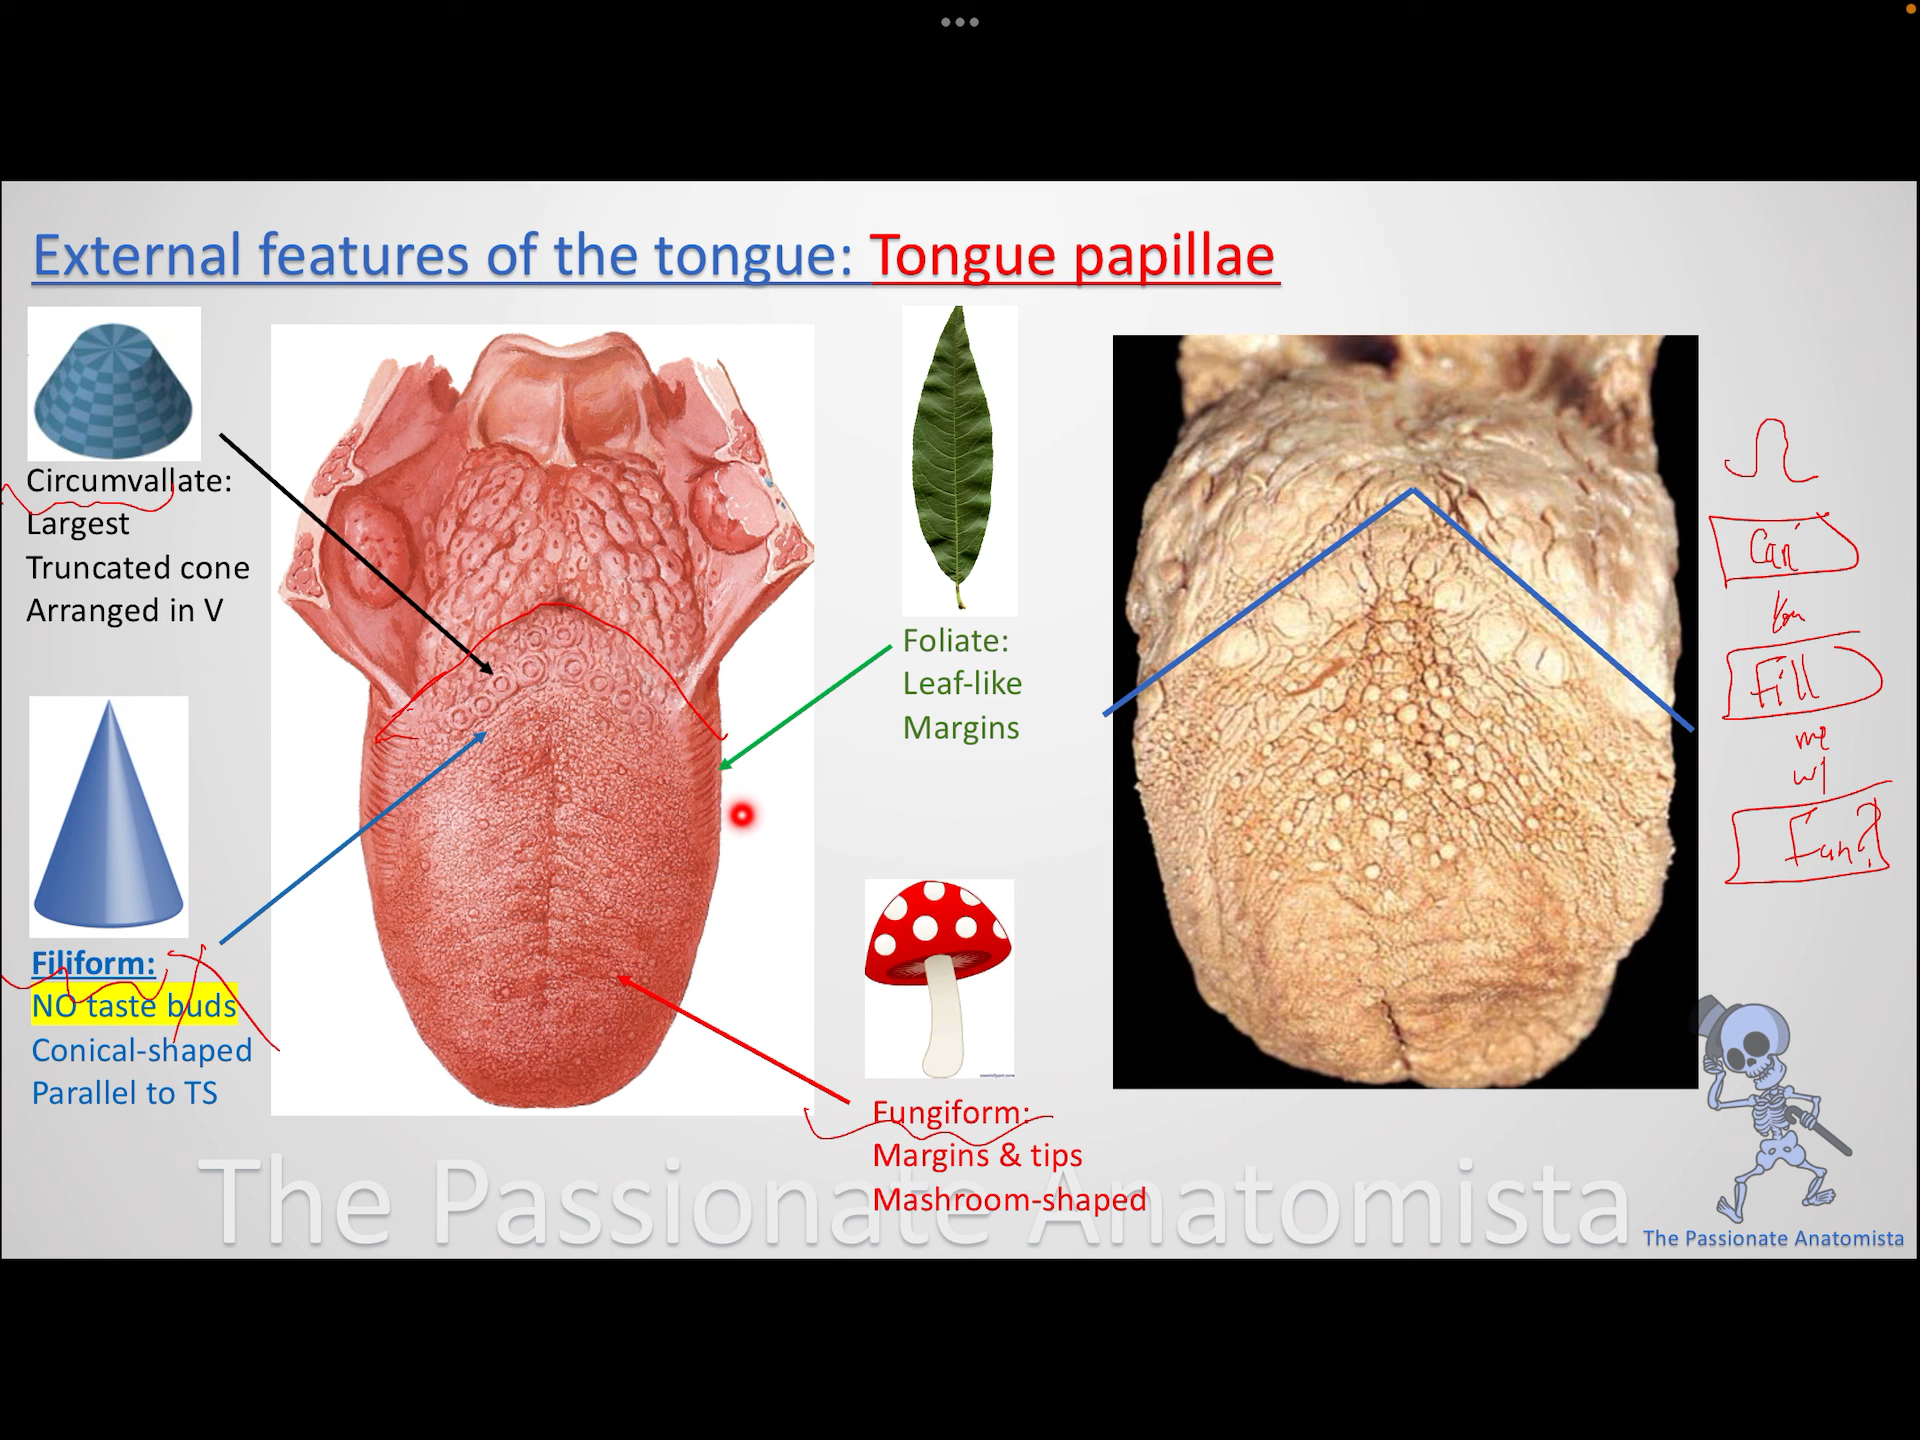 External features of the tongue: Tongue papillae
Circumvallate:
Largest
Truncated cone
Arranged in V
Filiform:
NO taste buds
Conical-shaped
Parallel to TS
Foliate:
Leaf-like
Margins
Fungiform:
Margins & tips
Mashroom-shaped
Can
You
Fill
me
w/
Fun?
The Passionate Anatomista
The Passionate Anatomista